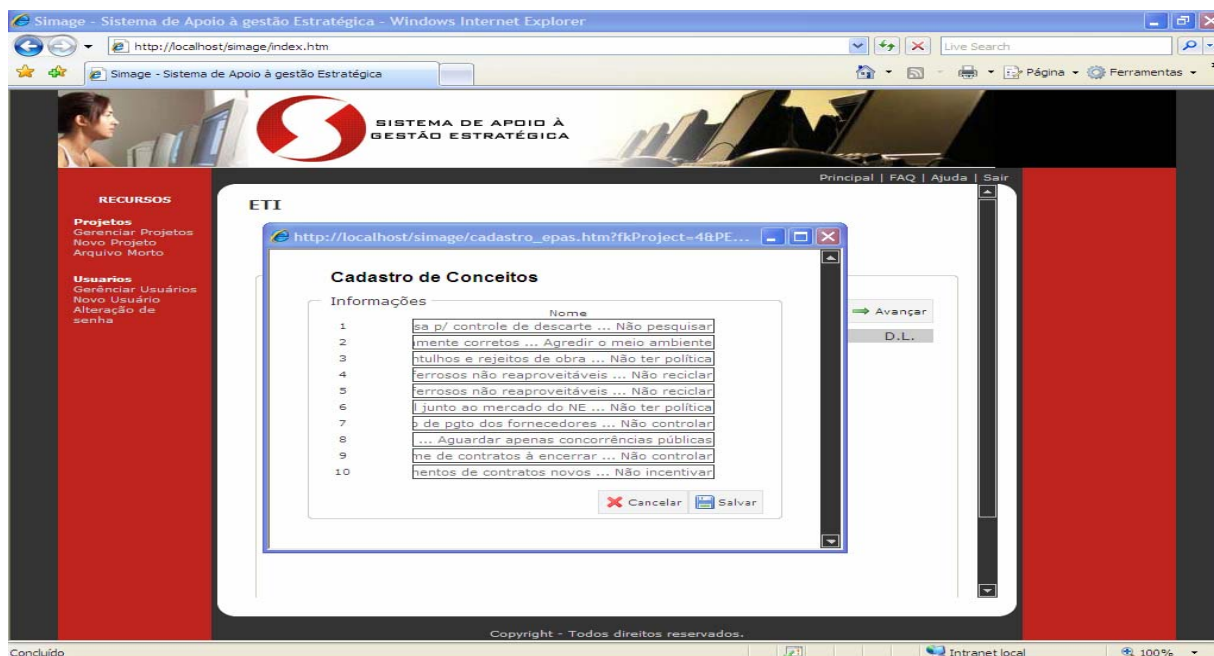 Simage - Sistema de Apoio à gestão Estratégica - Windows Internet Explorer
http://localhost/simage/index.htm
Live Search
Simage - Sistema de Apoio à gestão Estratégica
Página
Ferramentas
SISTEMA DE APOIO À
GESTÃO ESTRATÉGICA
Principal | FAQ | Ajuda | Sair
RECURSOS
Projetos
Gerenciar Projetos
Novo Projeto
Arquivo Morto
Usuarios
Gerênciar Usuários
Novo Usuário
Alteração de
senha
ETI
Avançar
D.L.
http://localhost/simage/cadastro_epas.htm?fkProject=4&PE...
Cadastro de Conceitos
Informações
Nome
1 sa p/ controle de descarte ... Não pesquisar
2 amente corretos ... Agredir o meio ambiente
3 ntulhos e rejeitos de obra ... Não ter política
4 ferrosos não reaproveitáveis ... Não reciclar
5 ferrosos não reaproveitáveis ... Não reciclar
6 l junto ao mercado do NE ... Não ter política
7 o de pgto dos fornecedores ... Não controlar
8 ... Aguardar apenas concorrências públicas
9 me de contratos à encerrar ... Não controlar
10 mentos de contratos novos ... Não incentivar
Cancelar Salvar
Copyright - Todos direitos reservados.
Concluído
Intranet local
100%